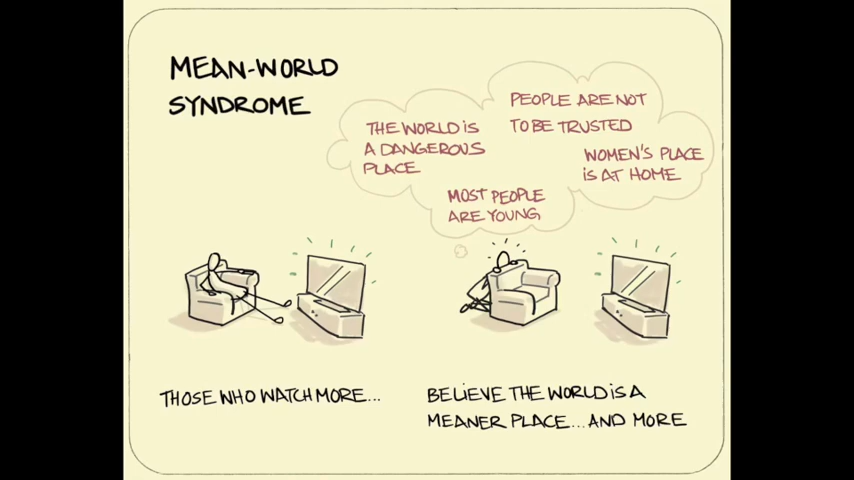 MEAN-WORLD
SYNDROME
THE WORLD IS
A DANGEROUS
PLACE
PEOPLE ARE NOT
TO BE TRUSTED
WOMEN'S PLACE
IS AT HOME
MOST PEOPLE
ARE YOUNG
THOSE WHO WATCH MORE...
BELIEVE THE WORLD IS A
MEANER PLACE...AND MORE